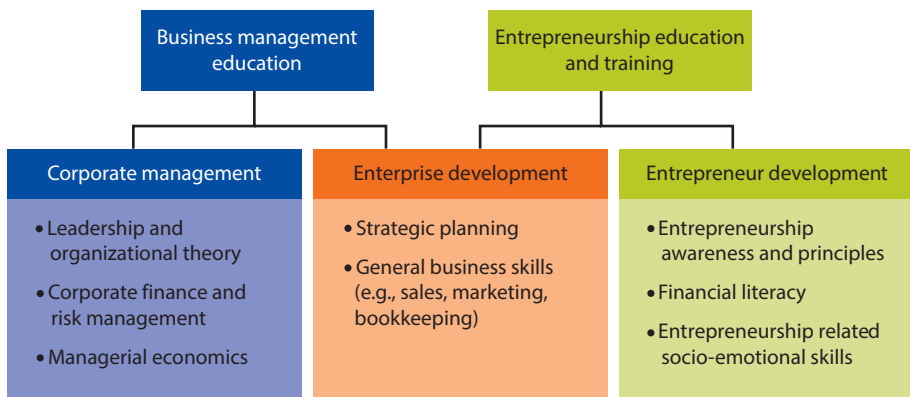 Business management
education
Entrepreneurship education
and training
Corporate management
• Leadership and
organizational theory
• Corporate finance and
risk management
• Managerial economics
Enterprise development
• Strategic planning
• General business skills
(e.g., sales, marketing,
bookkeeping)
Entrepreneur development
• Entrepreneurship
awareness and principles
• Financial literacy
• Entrepreneurship related
socio-emotional skills